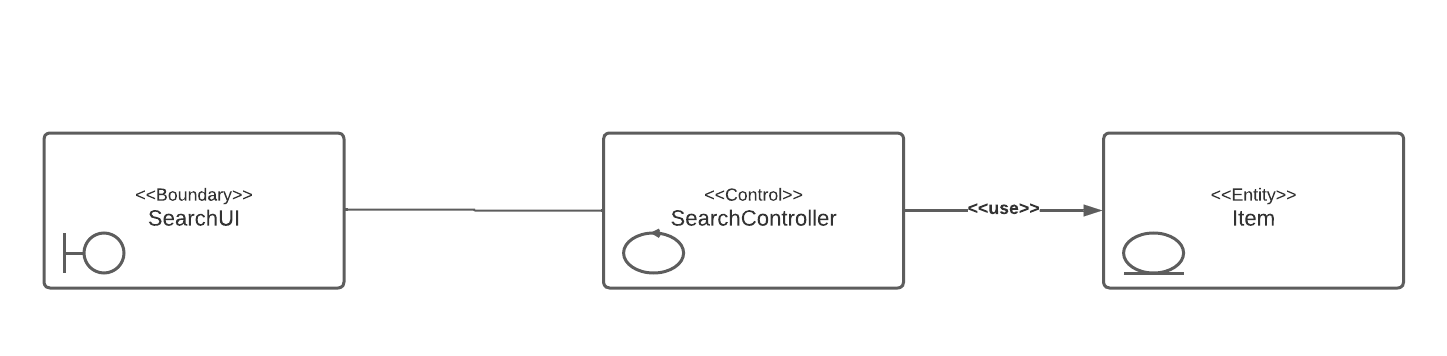 <<Boundary>>
SearchUI
<<Control>>
SearchController
<<use>>
<<Entity>>
Item